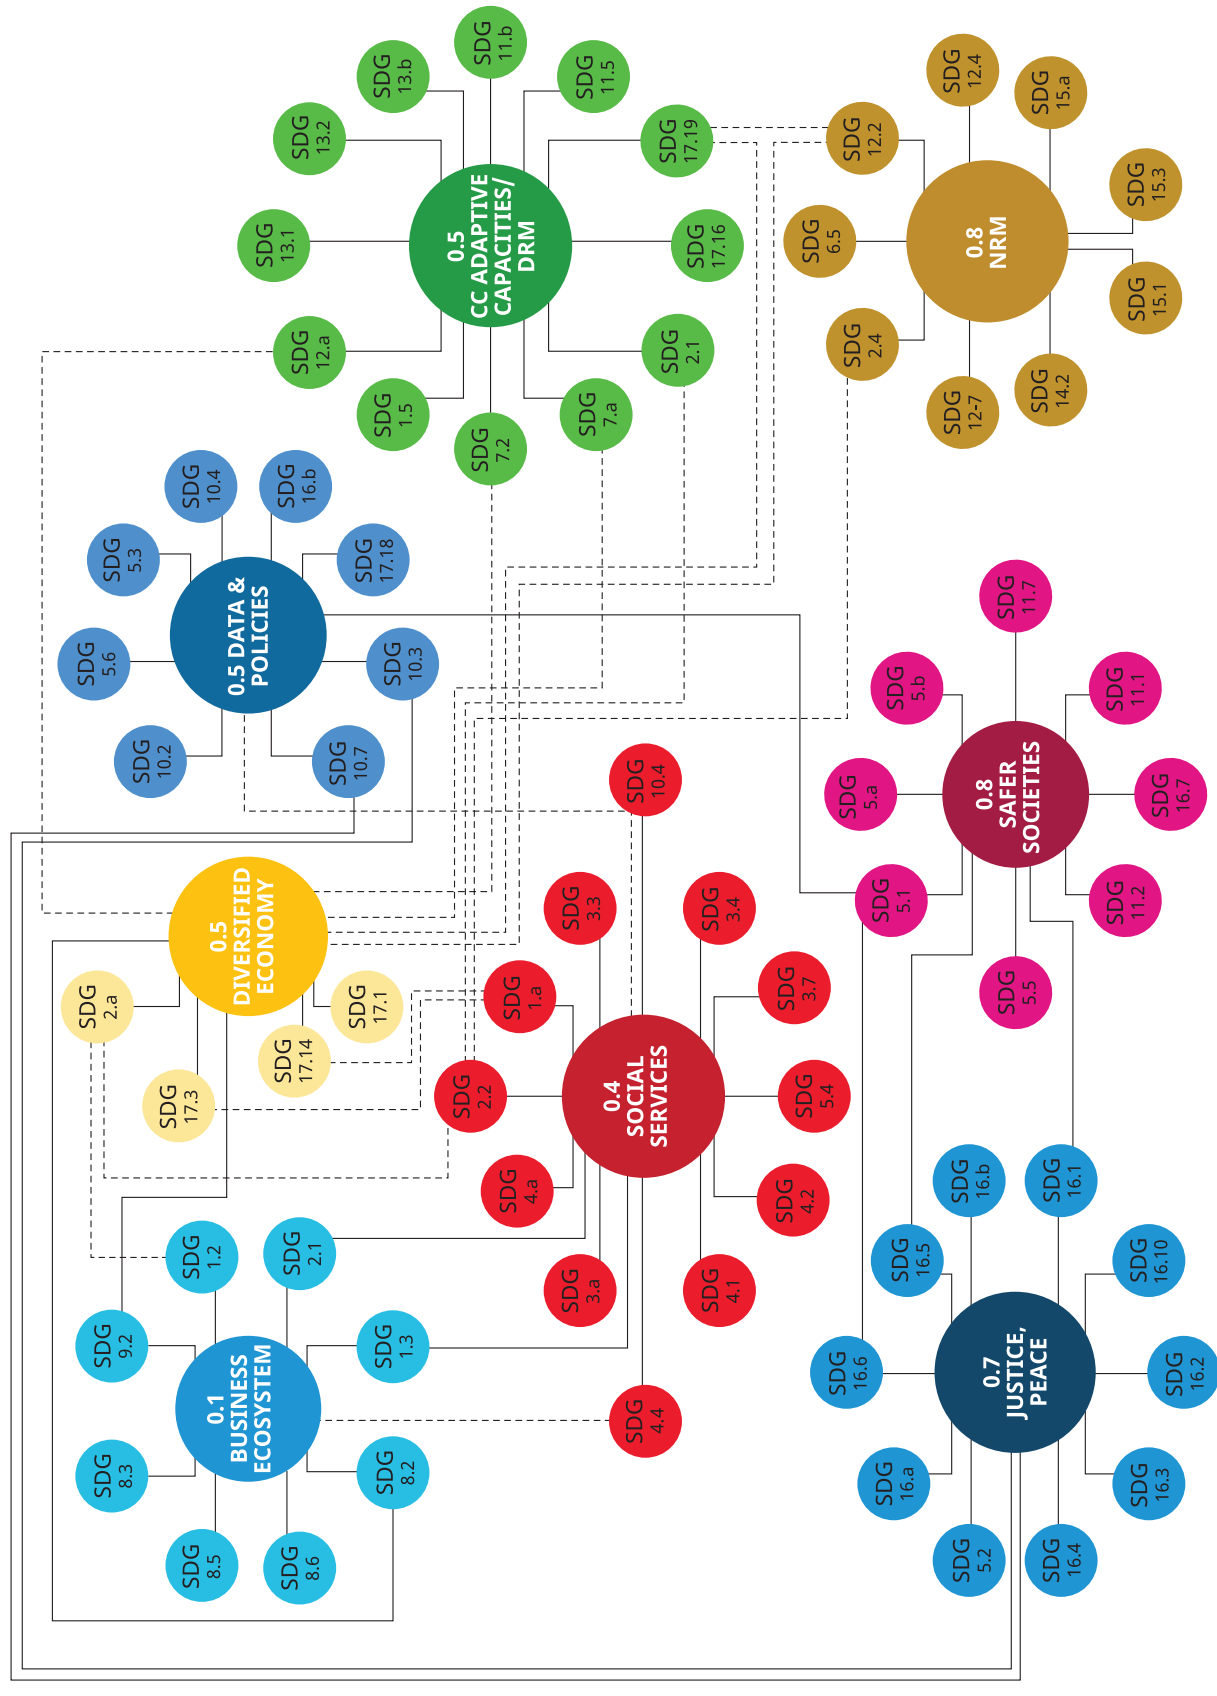 0.1
BUSINESS
ECOSYSTEM
SDG
8.5
SDG
8.3
SDG
9.2
SDG
1.2
SDG
2.1
SDG
1.3
SDG
8.2
SDG
8.6
0.5
DIVERSIFIED
ECONOMY
SDG
17.3
SDG
2.a
SDG
17.14
SDG
17.1
0.5 DATA &
POLICIES
SDG
10.2
SDG
5.6
SDG
5.3
SDG
10.4
SDG
16.b
SDG
17.18
SDG
10.3
SDG
10.7
0.5
CC ADAPTIVE
CAPACITIES/
DRM
SDG
12.a
SDG
13.1
SDG
13.2
SDG
13.b
SDG
11.b
SDG
11.5
SDG
17.19
SDG
17.16
SDG
2.1
SDG
7.a
SDG
7.2
SDG
1.5
0.4
SOCIAL
SERVICES
SDG
3.a
SDG
4.a
SDG
2.2
SDG
1.a
SDG
3.3
SDG
10.4
SDG
3.4
SDG
3.7
SDG
5.4
SDG
4.2
SDG
4.1
SDG
4.4
0.7
JUSTICE,
PEACE
SDG
5.2
SDG
16.a
SDG
16.6
SDG
16.5
SDG
16.b
SDG
16.1
SDG
16.10
SDG
16.2
SDG
16.3
SDG
16.4
0.8
SAFER
SOCIETIES
SDG
5.5
SDG
5.1
SDG
5.a
SDG
5.b
SDG
11.7
SDG
11.1
SDG
16.7
SDG
11.2
0.8
NRM
SDG
12-7
SDG
2.4
SDG
6.5
SDG
12.2
SDG
12.4
SDG
15.a
SDG
15.3
SDG
15.1
SDG
14.2